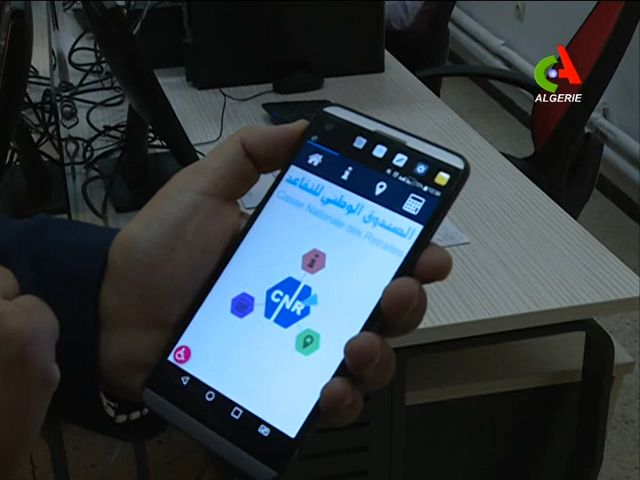 ALGERIE
الصندوق الوطني للتقاعد
Caisse Nationale des Retraites
CNR